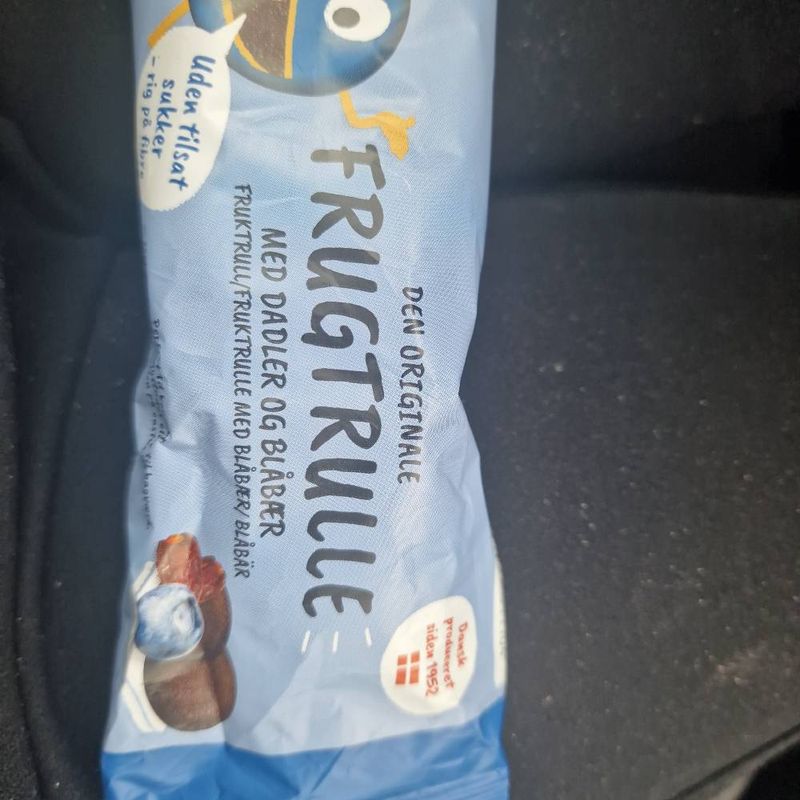 Uden tilsat
sukker
- rig på fibre
DEN ORIGINALE
FRUGTRULLE
MED DADLER OG BLÅBÆR
FRUKTRULL/FRUKTRULLE MED BLÅBÆR/BLÅBÄR
Dansk
produceret
siden 1952